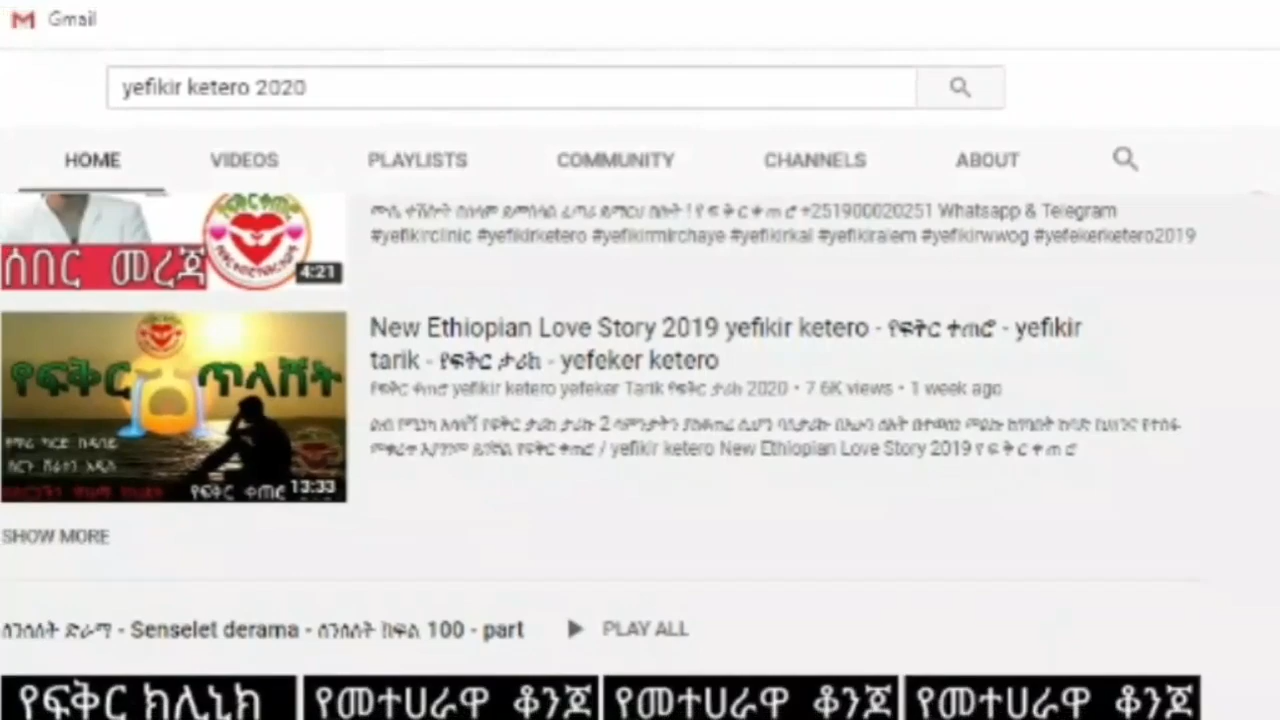 Gmail
yefikir ketero 2020
HOME VIDEOS PLAYLISTS COMMUNITY CHANNELS ABOUT
+251900020251 Whatsapp & Telegram
#yefikirclinic #yefikirketero #yefikirmirchaye #yefikirkal #yefikiralem #yefikirwwog #yefekerketero2019
ሰበር መረጃ
4:21
New Ethiopian Love Story 2019 yefikir ketero - የፍቅር ቀጠሮ - yefikir
tarik - የፍቅር ታሪክ - yefeker ketero
የፍቅር ቀጠሮ yefikir ketero yefeker Tarik የፍቅር ታሪክ 2020 • 7.6K views • 1 week ago
/ yefikir ketero New Ethiopian Love Story 2019 የ ፍ ቅ ር ቀ ጠ ሮ
የፍቅር ጥላሸት
የፍቅር ቀጠሮ
13:33
SHOW MORE
ሰንሰለት ድራማ - Senselet derama - ሰንሰለት ክፍል 100 - part PLAY ALL
የፍቅር ክሊኒክ የመተሀራዋ ቆንጆ የመተሀራዋ ቆንጆ የመተሀራዋ ቆንጆ